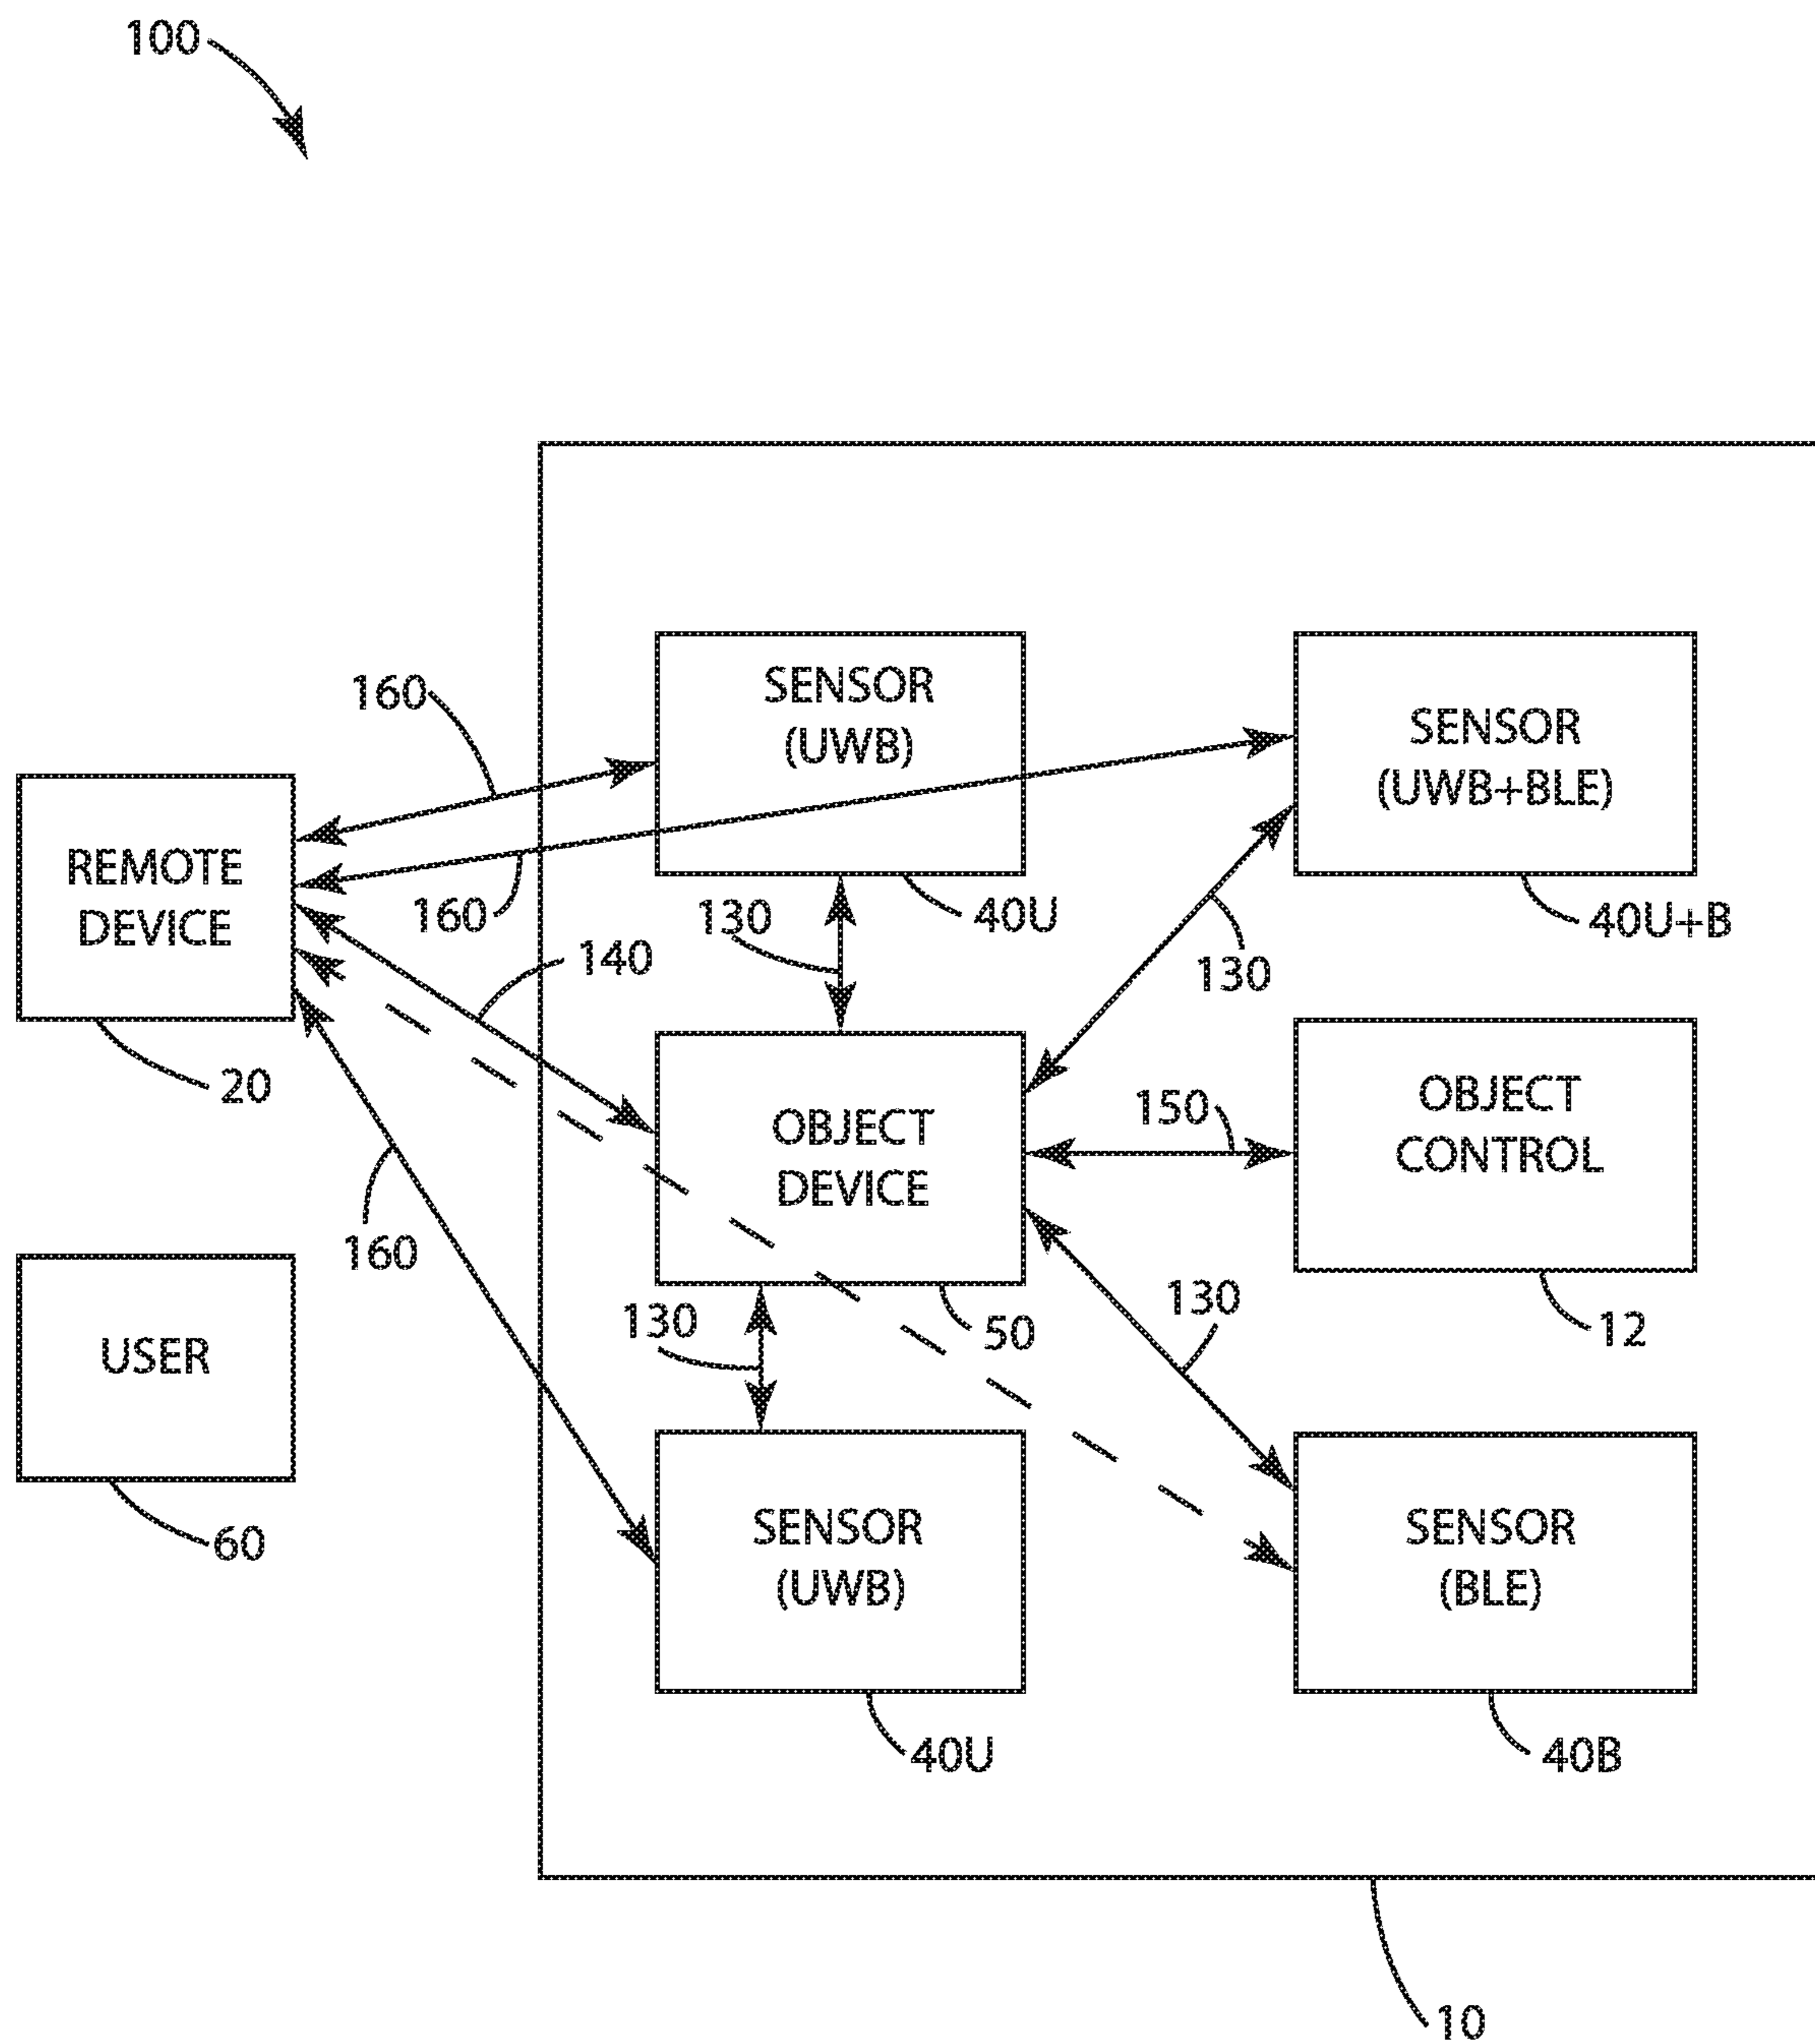 100
160
SENSOR
(UWB)
SENSOR
(UWB+BLE)
REMOTE
DEVICE
160
130
40U
40U+B
140
130
20
OBJECT
DEVICE
150
OBJECT
CONTROL
160
130
130
50
12
USER
60
SENSOR
(UWB)
SENSOR
(BLE)
40U
40B
10